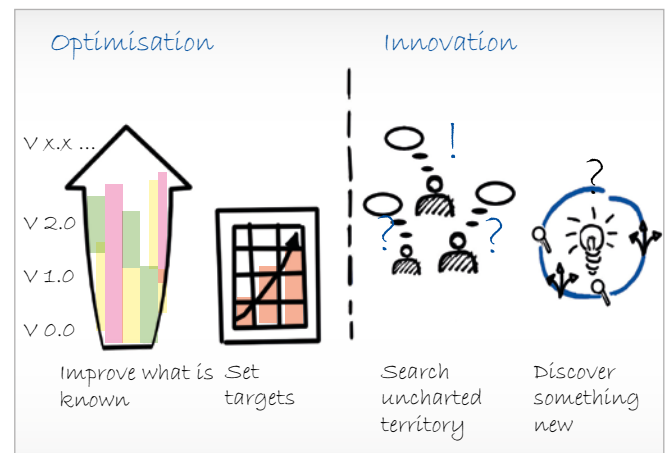 Optimisation
Innovation
V x.x ...
V 2.0
V 1.0
V 0.0
!
?
?
?
Improve what is
known
Set
targets
Search
uncharted
territory
Discover
something
new